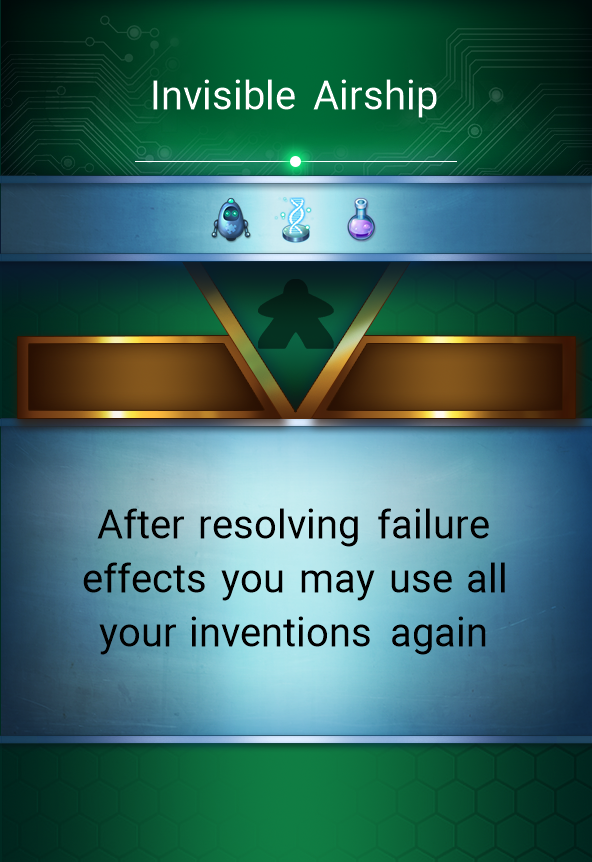 Invisible Airship
After resolving failure
effects you may use all
your inventions again